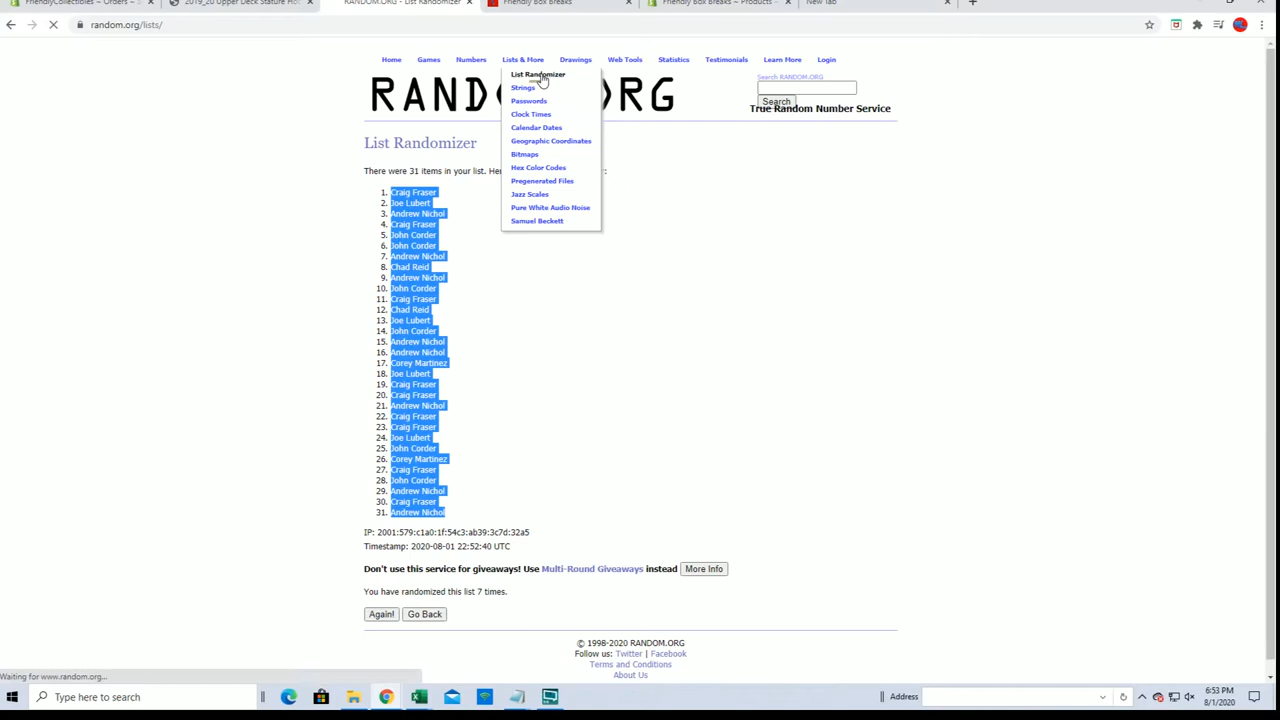 FriendlyCollectibles ~ Orders ~ S
2019_20 Upper Deck Stature Ho
RANDOM.ORG - List Randomizer
Friendly Box Breaks
Friendly Box Breaks ~ Products ~
New Tab
random.org/lists/
Home Games Numbers Lists & More Drawings Web Tools Statistics Testimonials Learn More Login
List Randomizer
Strings
Passwords
Clock Times
Calendar Dates
Geographic Coordinates
Bitmaps
Hex Color Codes
Pregenerated Files
Jazz Scales
Pure White Audio Noise
Samuel Beckett
RAND RG
Search RANDOM.ORG
Search
True Random Number Service
List Randomizer
There were 31 items in your list. Her :
1. Craig Fraser
2. Joe Lubert
3. Andrew Nichol
4. Craig Fraser
5. John Corder
6. John Corder
7. Andrew Nichol
8. Chad Reid
9. Andrew Nichol
10. John Corder
11. Craig Fraser
12. Chad Reid
13. Joe Lubert
14. John Corder
15. Andrew Nichol
16. Andrew Nichol
17. Corey Martinez
18. Joe Lubert
19. Craig Fraser
20. Craig Fraser
21. Andrew Nichol
22. Craig Fraser
23. Craig Fraser
24. Joe Lubert
25. John Corder
26. Corey Martinez
27. Craig Fraser
28. John Corder
29. Andrew Nichol
30. Craig Fraser
31. Andrew Nichol
IP: 2001:579:c1a0:1f:54c3:ab39:3c7d:32a5
Timestamp: 2020-08-01 22:52:40 UTC
Don't use this service for giveaways! Use Multi-Round Giveaways instead More Info
You have randomized this list 7 times.
Again! Go Back
© 1998-2020 RANDOM.ORG
Follow us: Twitter | Facebook
Terms and Conditions
About Us
Waiting for www.random.org...
Type here to search
Address
6:53 PM
8/1/2020